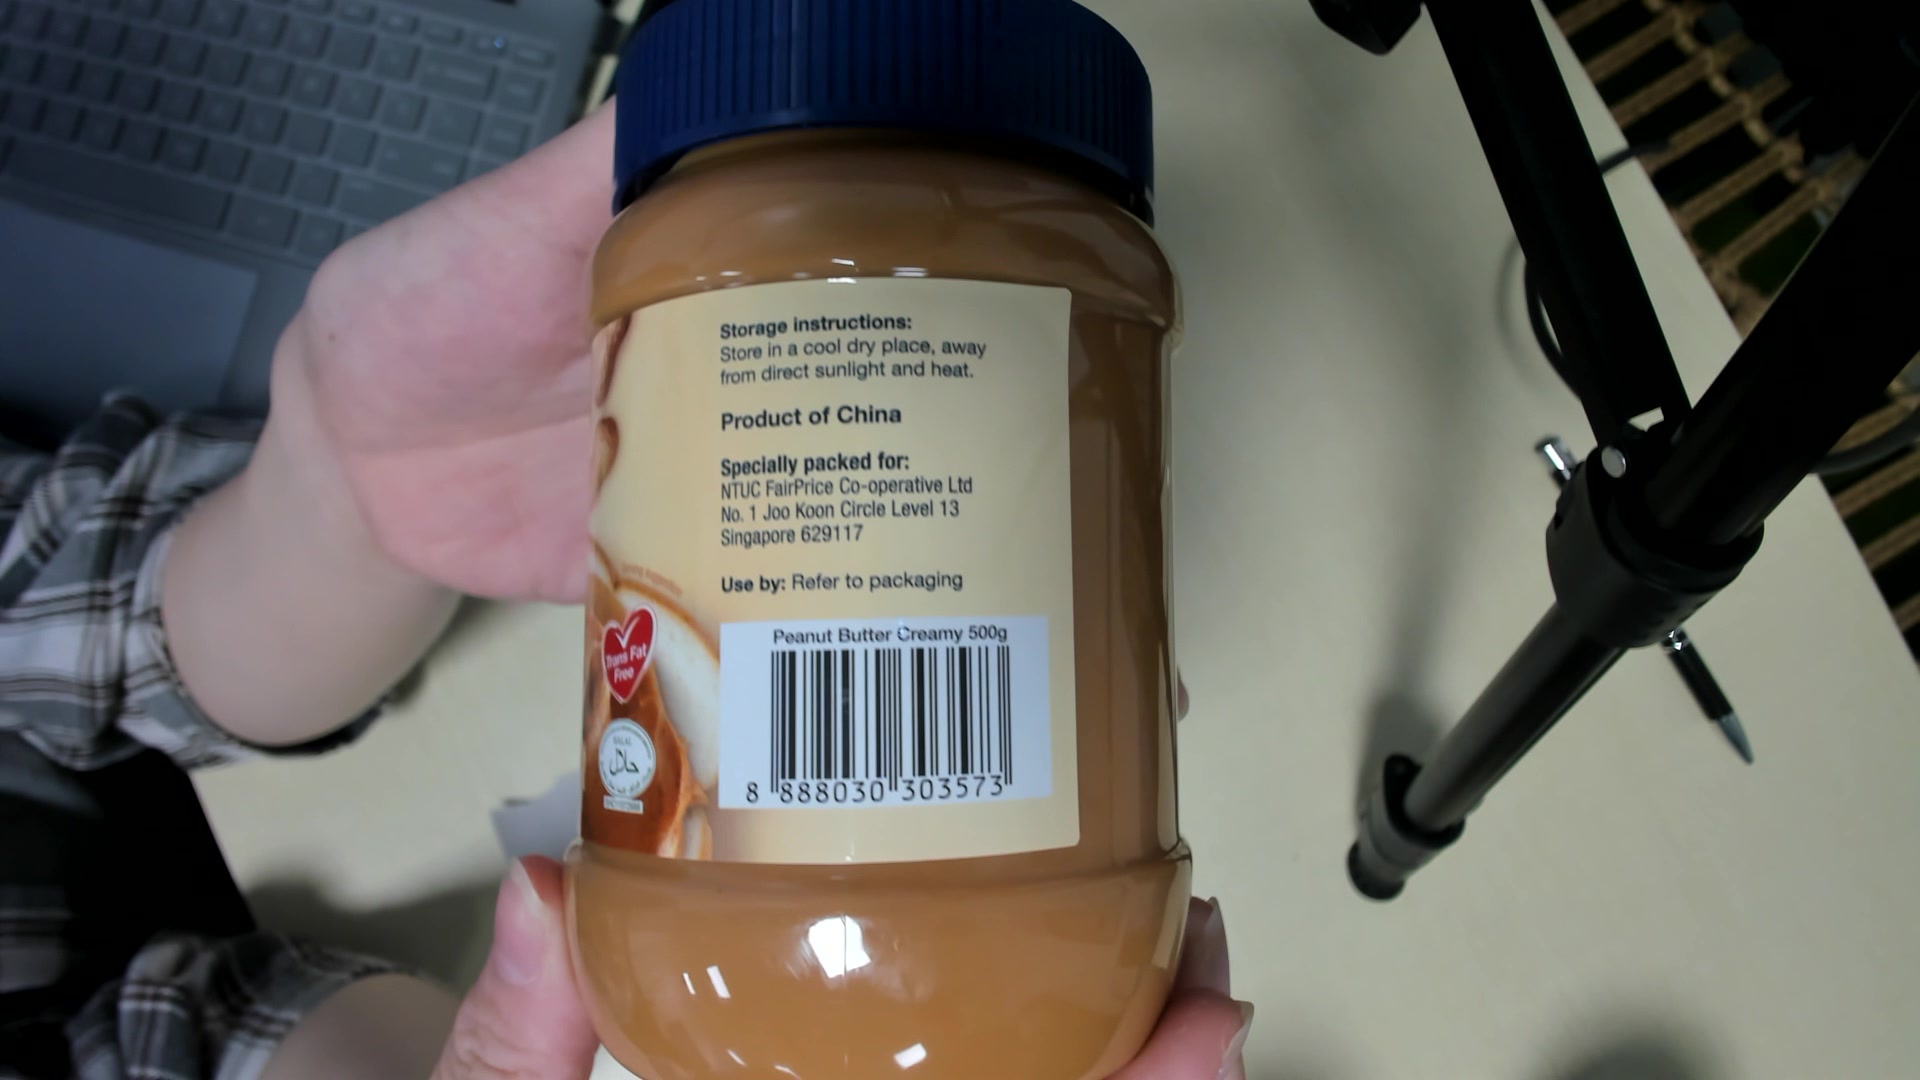 Storage instructions:
Store in a cool dry place, away
from direct sunlight and heat.
Product of China
Specially packed for:
NTUC FairPrice Co-operative Ltd
No. 1 Joo Koon Circle Level 13
Singapore 629117
Use by: Refer to packaging
Trans Fat
Free
HALAL
حلال
Peanut Butter Creamy 500g
8 888030 303573